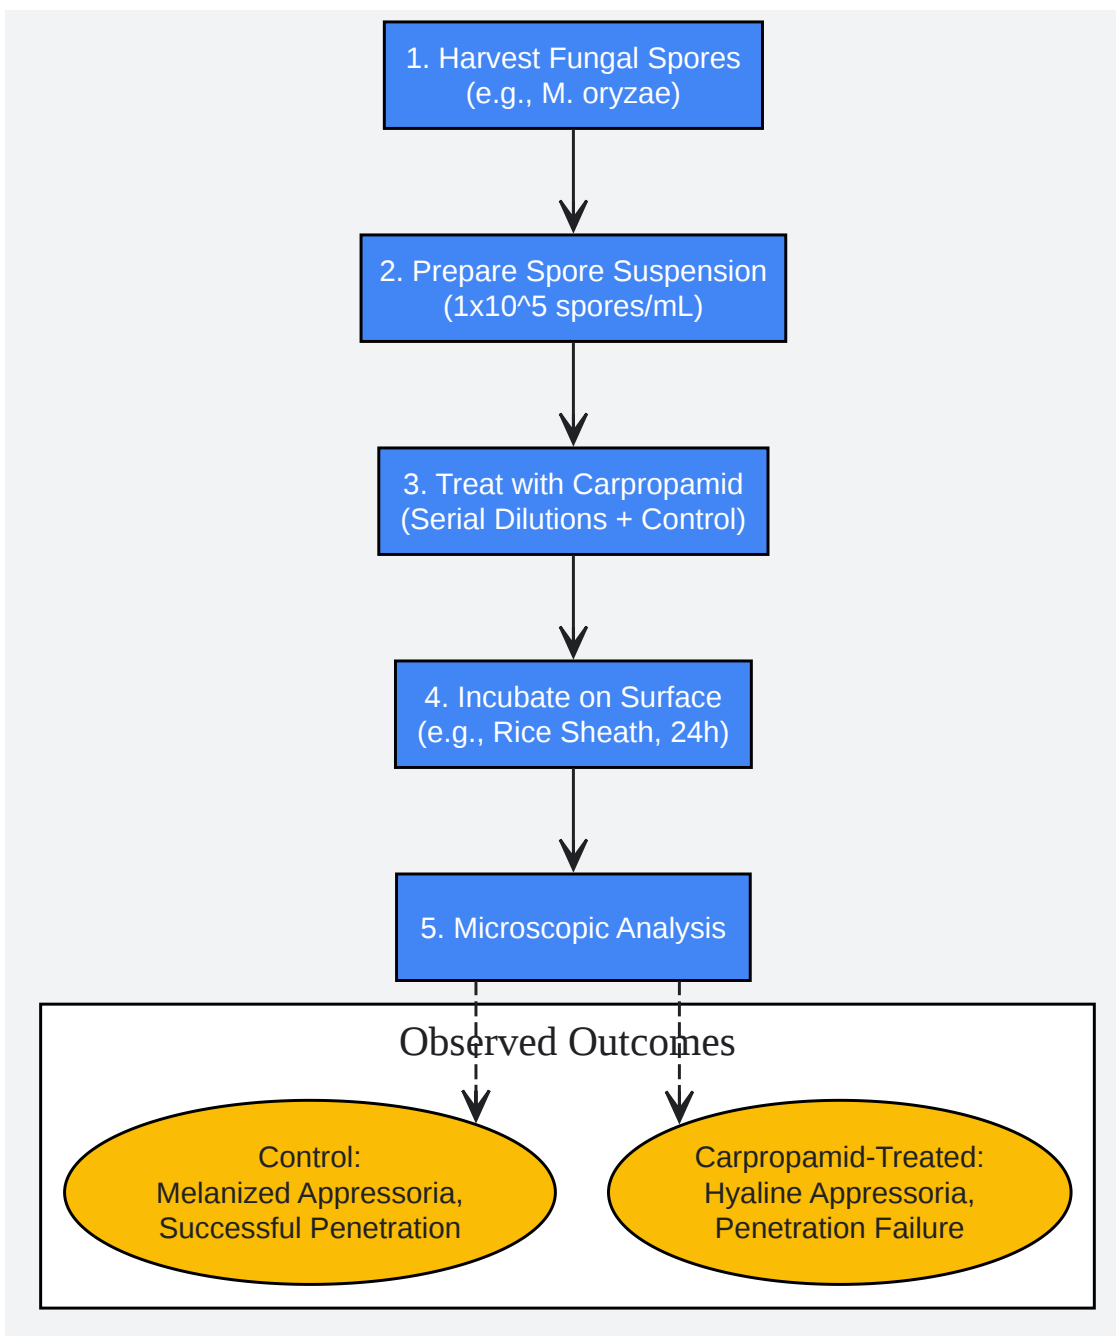 1. Harvest Fungal Spores
(e.g., M. oryzae)
2. Prepare Spore Suspension
(1x10^5 spores/mL)
3. Treat with Carpropamid
(Serial Dilutions + Control)
4. Incubate on Surface
(e.g., Rice Sheath, 24h)
5. Microscopic Analysis
Observed Outcomes
Control:
Melanized Appressoria,
Successful Penetration
Carpropamid-Treated:
Hyaline Appressoria,
Penetration Failure